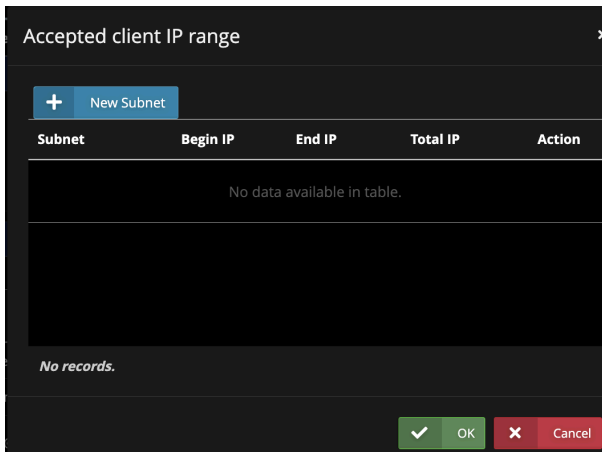 Accepted client IP range
New Subnet
Subnet Begin IP End IP Total IP Action
No data available in table.
No records.
OK Cancel